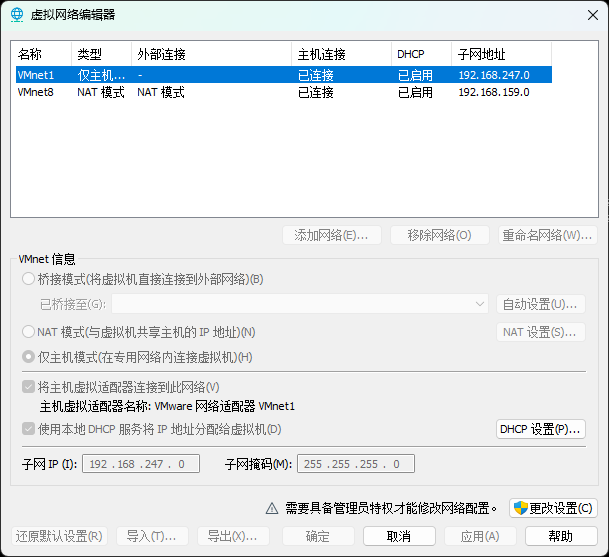 虚拟网络编辑器
名称 类型 外部连接 主机连接 DHCP 子网地址
VMnet1 仅主机... - 已连接 已启用 192.168.247.0
VMnet8 NAT 模式 NAT 模式 已连接 已启用 192.168.159.0
添加网络(E)... 移除网络(O) 重命名网络(W)...
VMnet 信息
桥接模式(将虚拟机直接连接到外部网络)(B)
已桥接至(G): 自动设置(U)...
NAT 模式(与虚拟机共享主机的 IP 地址)(N) NAT 设置(S)...
仅主机模式(在专用网络内连接虚拟机)(H)
将主机虚拟适配器连接到此网络(V)
主机虚拟适配器名称: VMware 网络适配器 VMnet1
使用本地 DHCP 服务将 IP 地址分配给虚拟机(D) DHCP 设置(P)...
子网 IP (I): 192 . 168 . 247 . 0 子网掩码(M): 255 . 255 . 255 . 0
需要具备管理员特权才能修改网络配置。 更改设置(C)
还原默认设置(R) 导入(T)... 导出(X)... 确定 取消 应用(A) 帮助